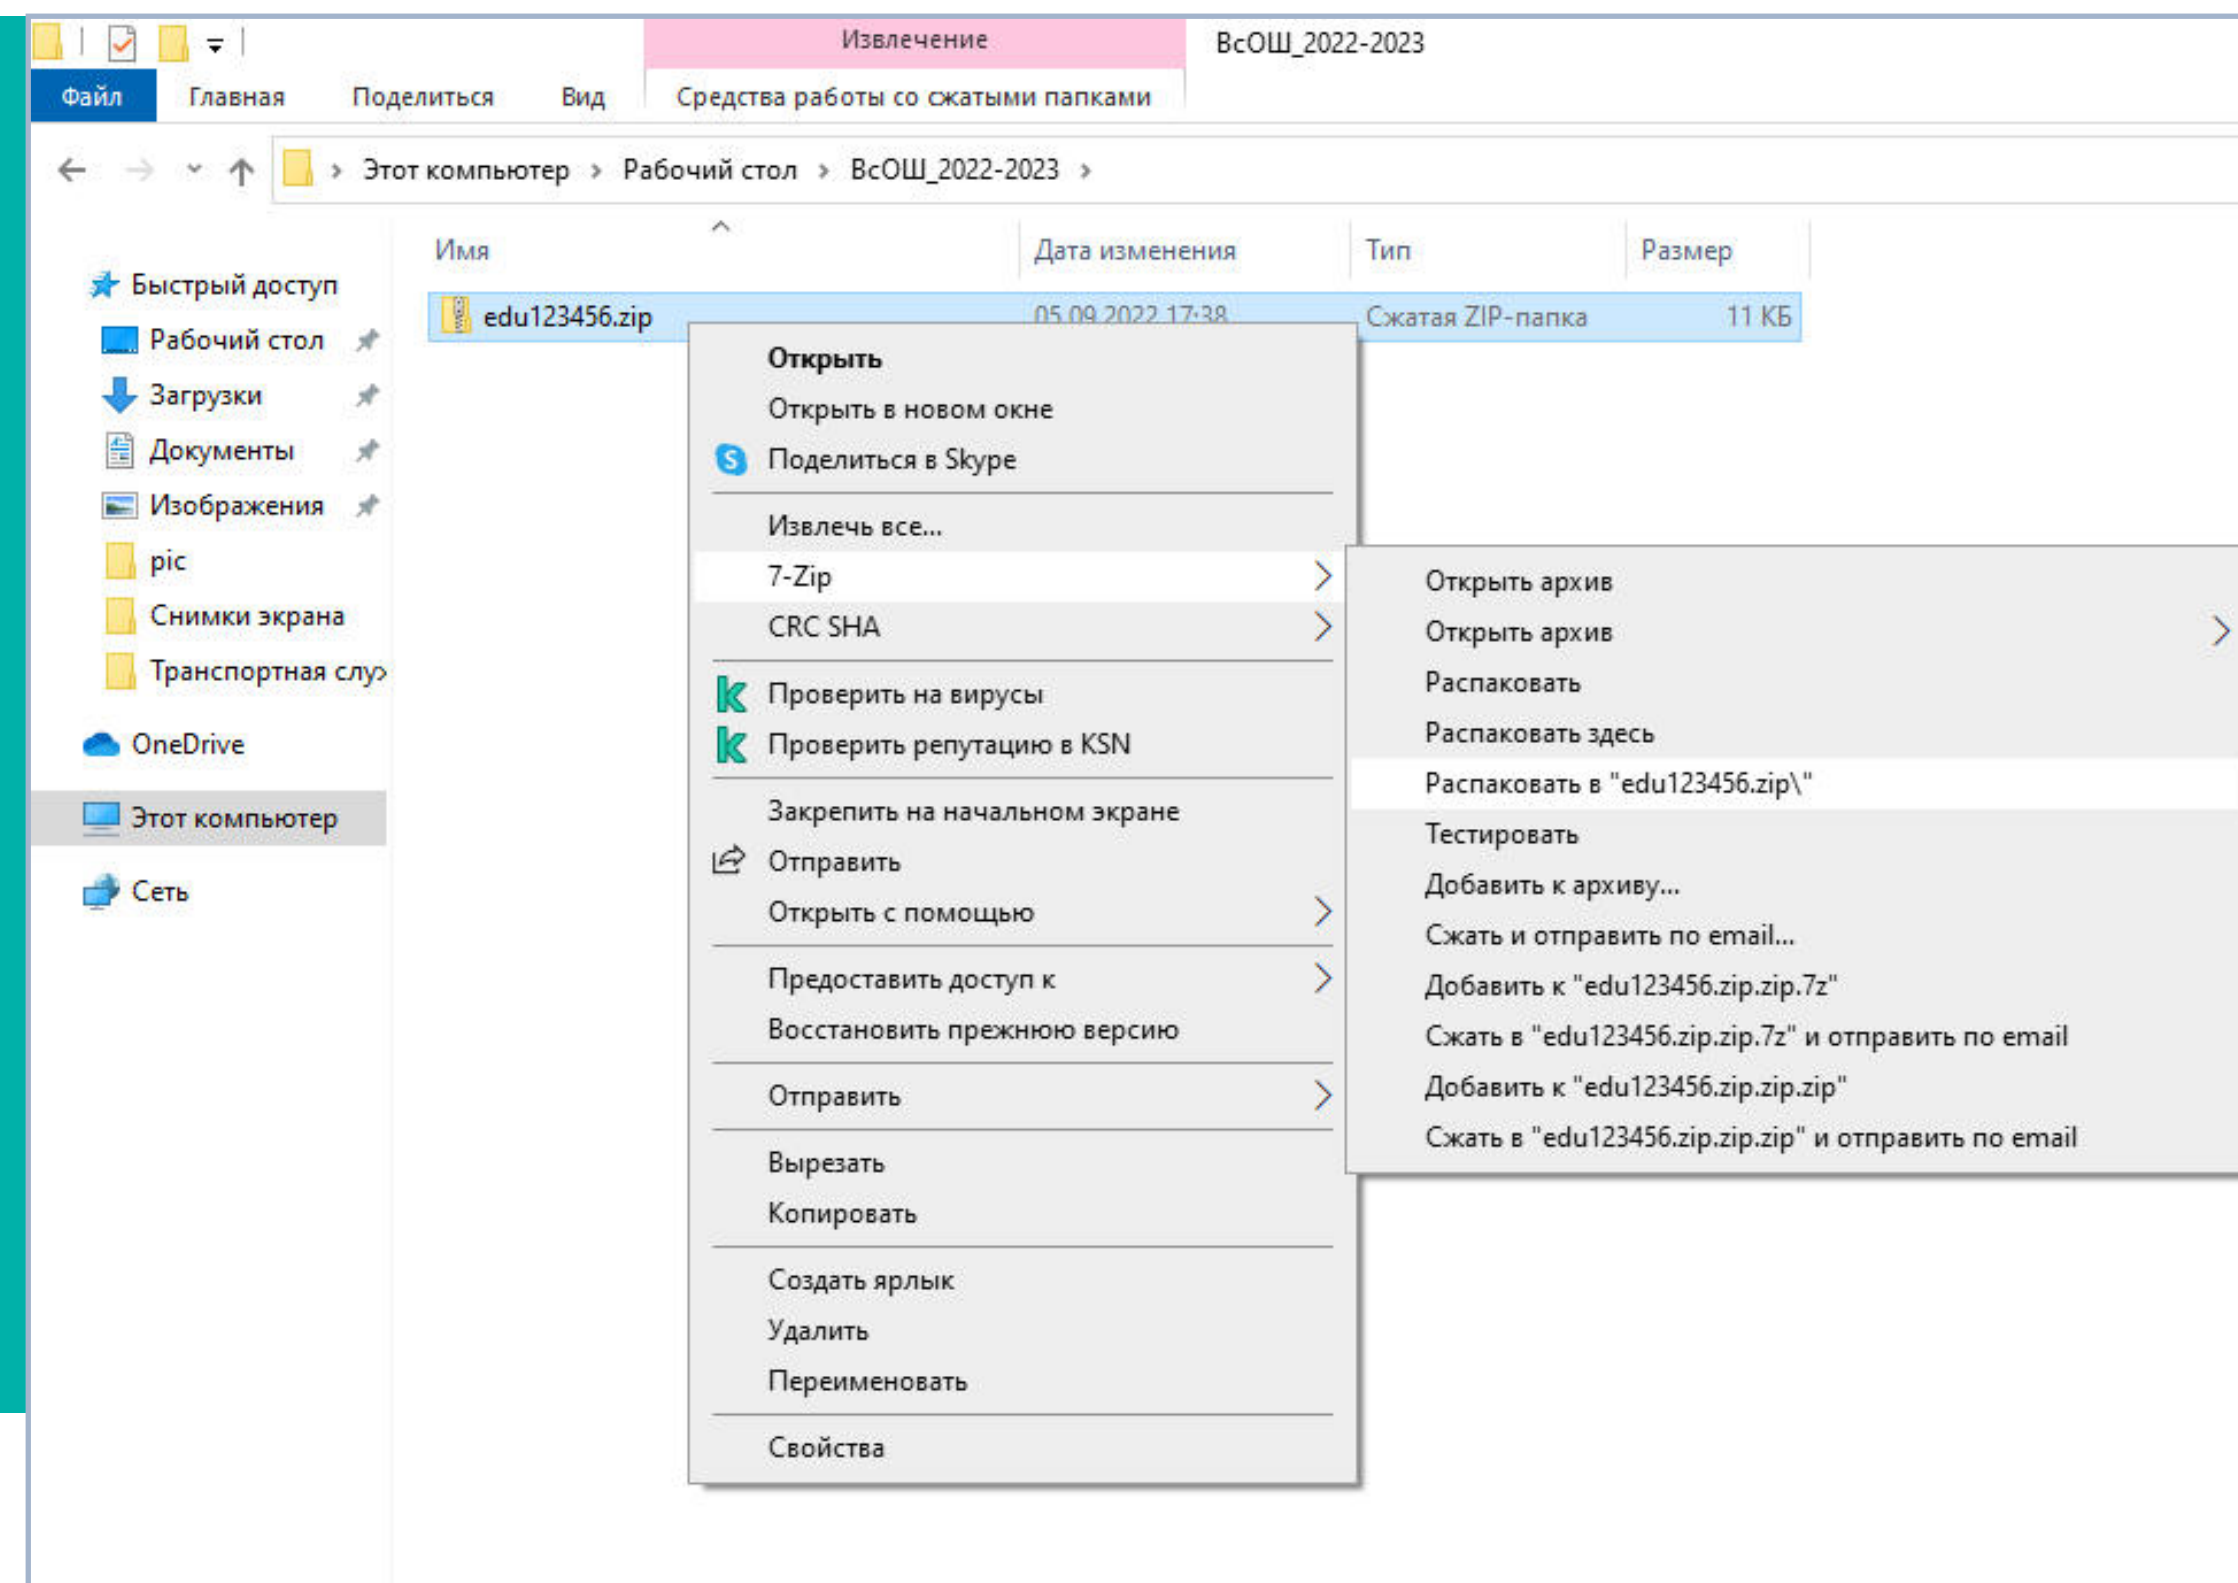 Извлечение
ВсОШ_2022-2023
Файл Главная Поделиться Вид Средства работы со сжатыми папками
Этот компьютер › Рабочий стол › ВсОШ_2022-2023 ›
Имя Дата изменения Тип Размер
edu123456.zip 05.09.2022 17:38 Сжатая ZIP-папка 11 КБ
Быстрый доступ
Рабочий стол
Загрузки
Документы
Изображения
pic
Снимки экрана
Транспортная слу
OneDrive
Этот компьютер
Сеть
Открыть
Открыть в новом окне
Поделиться в Skype
Извлечь все...
7-Zip
CRC SHA
Проверить на вирусы
Проверить репутацию в KSN
Закрепить на начальном экране
Отправить
Открыть с помощью
Предоставить доступ к
Восстановить прежнюю версию
Отправить
Вырезать
Копировать
Создать ярлык
Удалить
Переименовать
Свойства
Открыть архив
Открыть архив
Распаковать
Распаковать здесь
Распаковать в "edu123456.zip\"
Тестировать
Добавить к архиву...
Сжать и отправить по email...
Добавить к "edu123456.zip.zip.7z"
Сжать в "edu123456.zip.zip.7z" и отправить по email
Добавить к "edu123456.zip.zip.zip"
Сжать в "edu123456.zip.zip.zip" и отправить по email